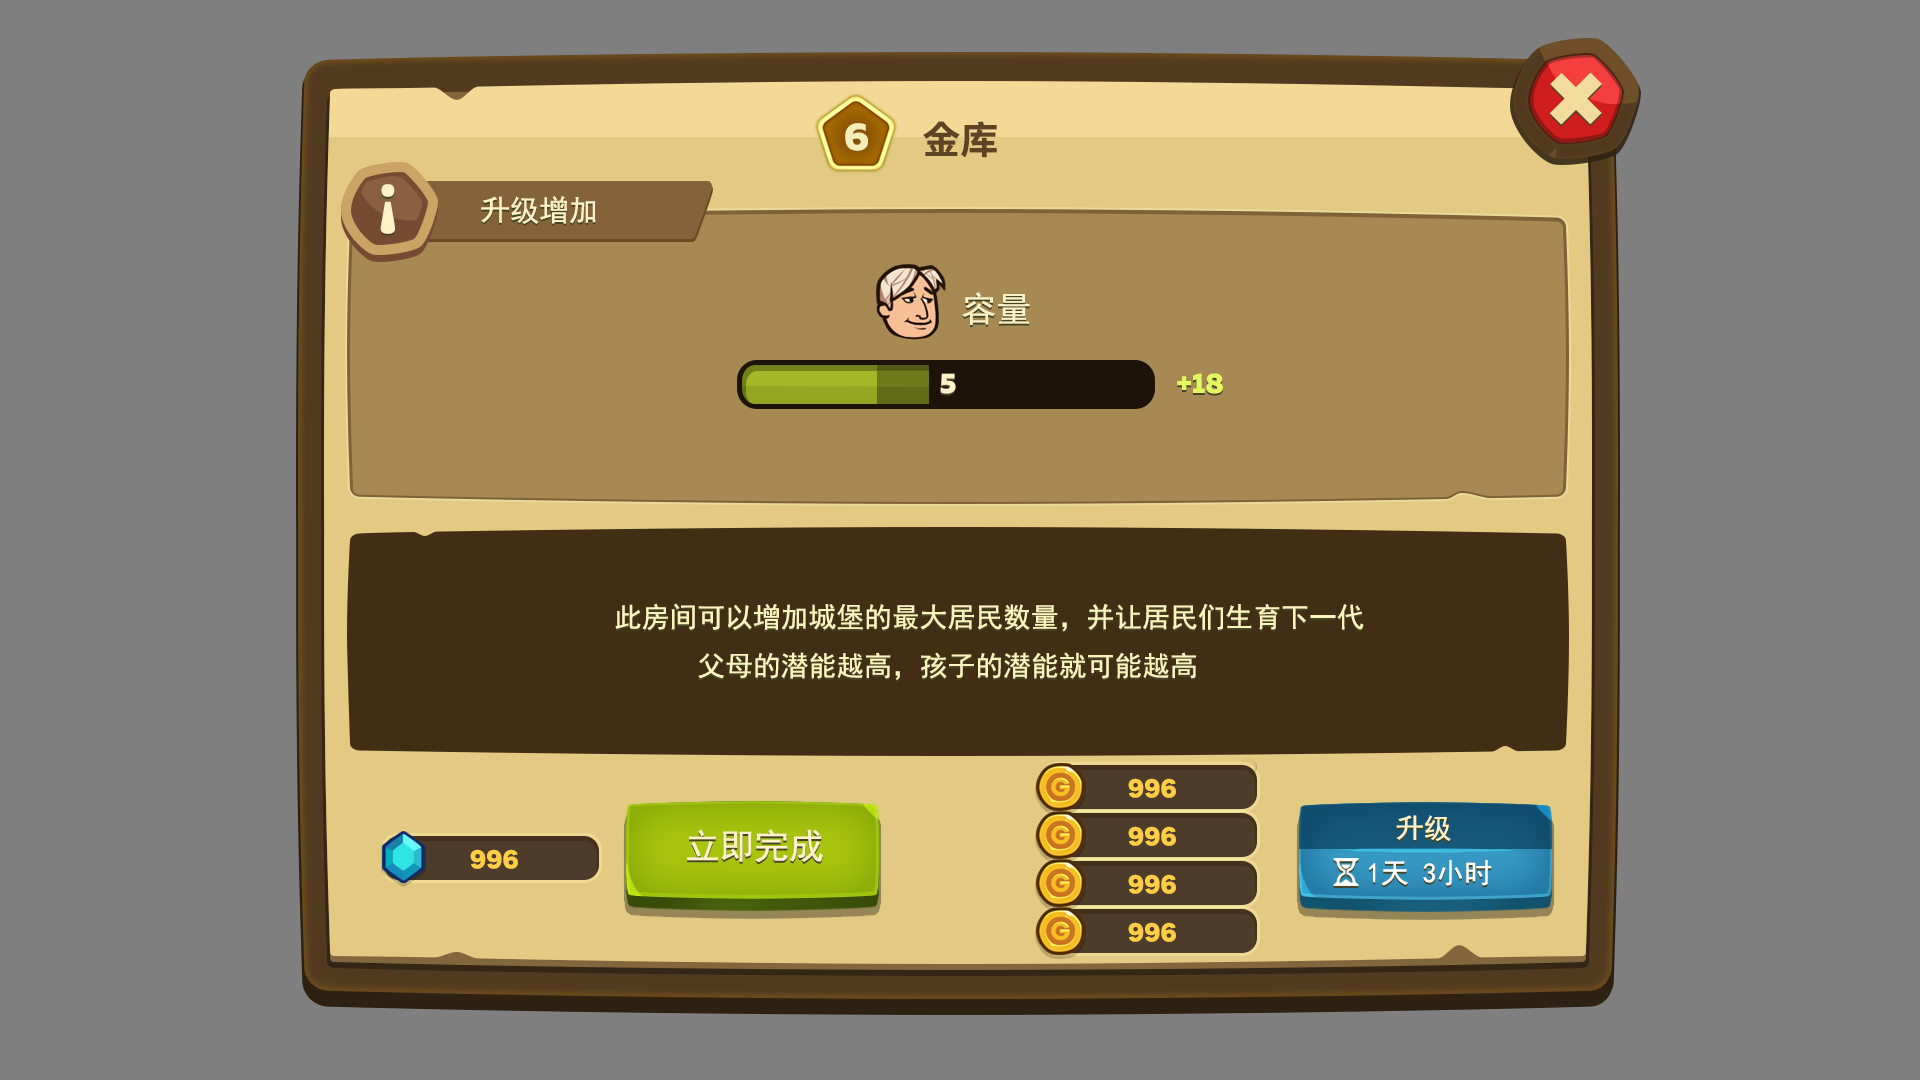 6 金库
升级增加
容量
5 +18
此房间可以增加城堡的最大居民数量，并让居民们生育下一代
父母的潜能越高，孩子的潜能就可能越高
996
立即完成
G 996
G 996
G 996
G 996
升级
1天 3小时